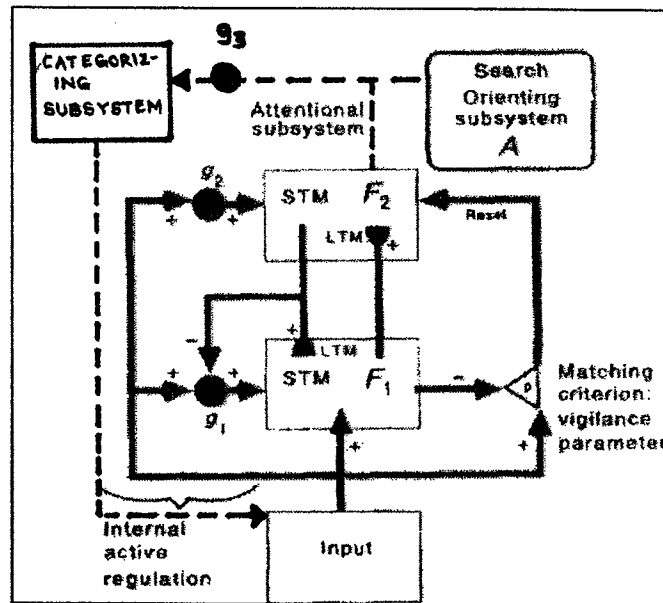 g3
CATEGORIZ-
ING
SUBSYSTEM
Search
Orienting
subsystem
A
Attentional
subsystem
g2
STM F2
LTM
Reset
+ +
+
-
+
LTM
STM F1
+ +
g1
-
ρ
Matching
criterion:
vigilance
parameter
+
+
Internal
active
regulation
Input